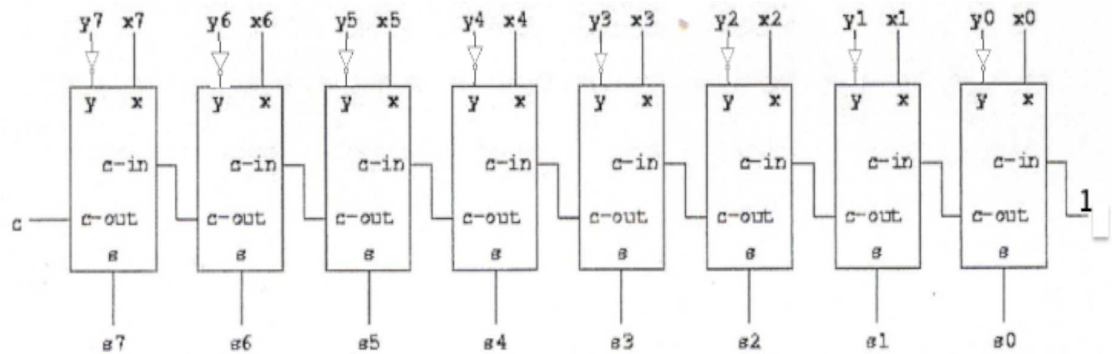 y7 x7 y6 x6 y5 x5 y4 x4 y3 x3 y2 x2 y1 x1 y0 x0
y x y x y x y x y x y x y x y x
c-in c-in c-in c-in c-in c-in c-in c-in
c c-out c-out c-out c-out c-out c-out c-out c-out 1
s s s s s s s s
s7 s6 s5 s4 s3 s2 s1 s0